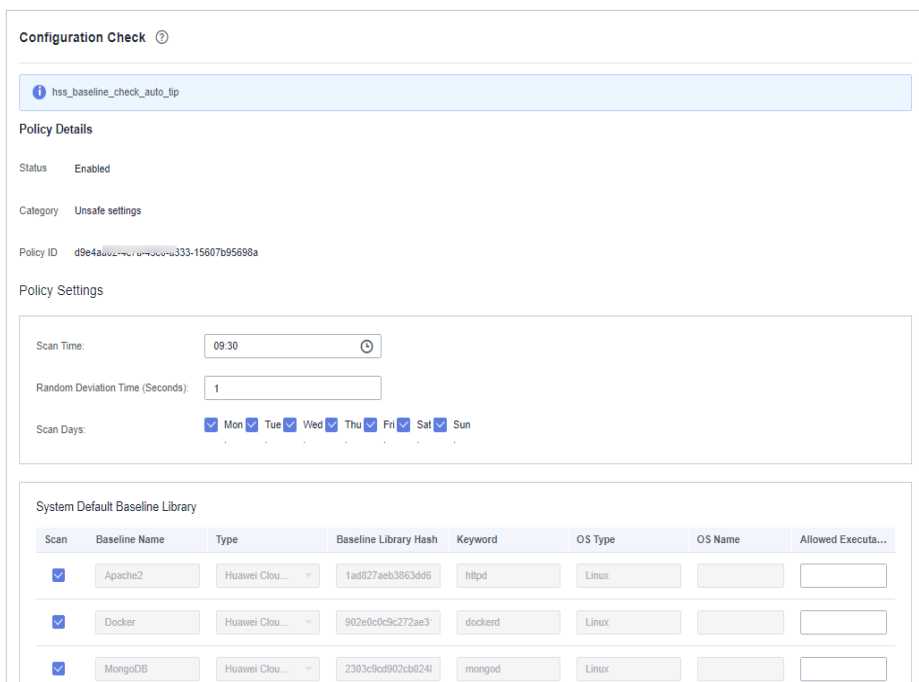 Configuration Check ?
hss_baseline_check_auto_tip
Policy Details
Status Enabled
Category Unsafe settings
Policy ID
Policy Settings
Scan Time: 09:30
Random Deviation Time (Seconds): 1
Scan Days: Mon Tue Wed Thu Fri Sat Sun
System Default Baseline Library
Scan Baseline Name Type Baseline Library Hash Keyword OS Type OS Name Allowed Executa...
Apache2 Huawei Clou... 1ad827aeb3863dd6 httpd Linux
Docker Huawei Clou... 902e0c0c9c272ae3 dockerd Linux
MongoDB Huawei Clou... 2303c9cd902cb024 mongod Linux